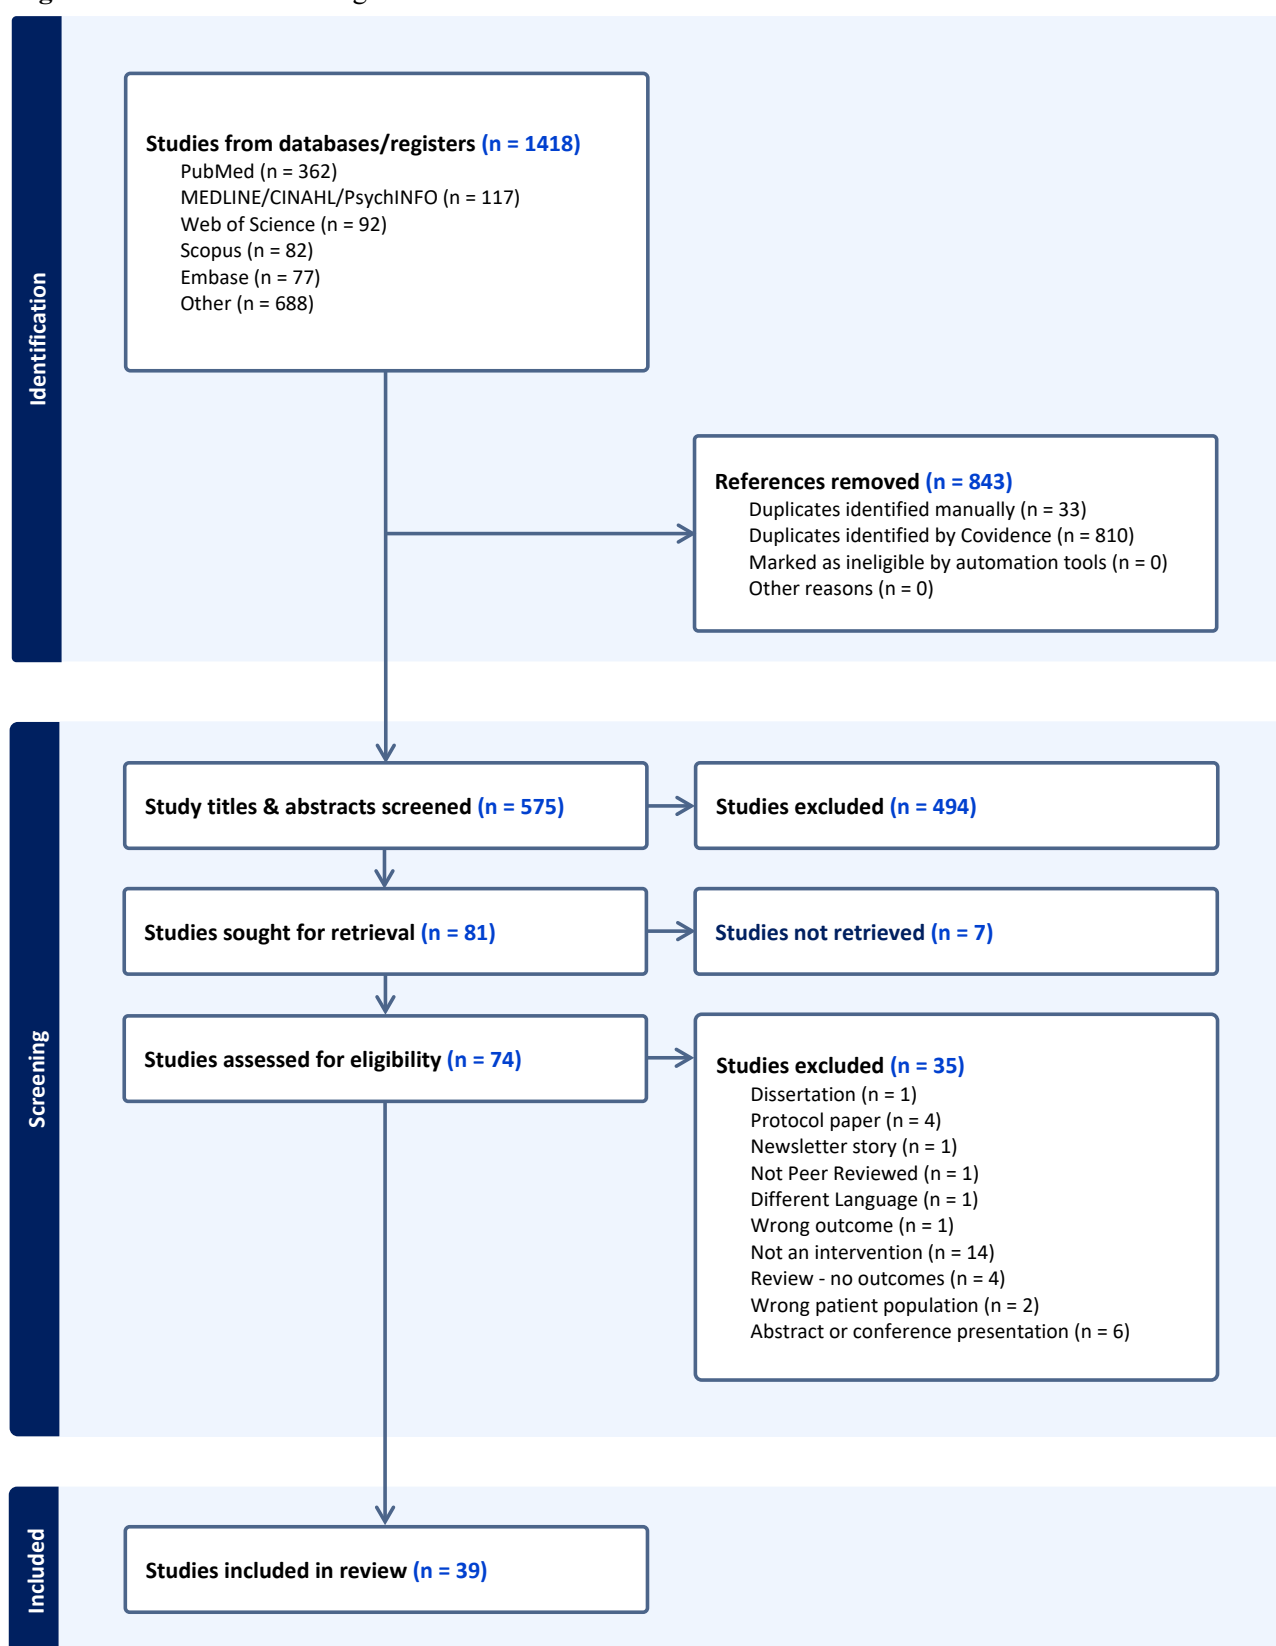 Identification
Studies from databases/registers (n = 1418)
PubMed (n = 362)
MEDLINE/CINAHL/PsychINFO (n = 117)
Web of Science (n = 92)
Scopus (n = 82)
Embase (n = 77)
Other (n = 688)
References removed (n = 843)
Duplicates identified manually (n = 33)
Duplicates identified by Covidence (n = 810)
Marked as ineligible by automation tools (n = 0)
Other reasons (n = 0)
Screening
Study titles & abstracts screened (n = 575)
Studies excluded (n = 494)
Studies sought for retrieval (n = 81)
Studies not retrieved (n = 7)
Studies assessed for eligibility (n = 74)
Studies excluded (n = 35)
Dissertation (n = 1)
Protocol paper (n = 4)
Newsletter story (n = 1)
Not Peer Reviewed (n = 1)
Different Language (n = 1)
Wrong outcome (n = 1)
Not an intervention (n = 14)
Review - no outcomes (n = 4)
Wrong patient population (n = 2)
Abstract or conference presentation (n = 6)
Included
Studies included in review (n = 39)